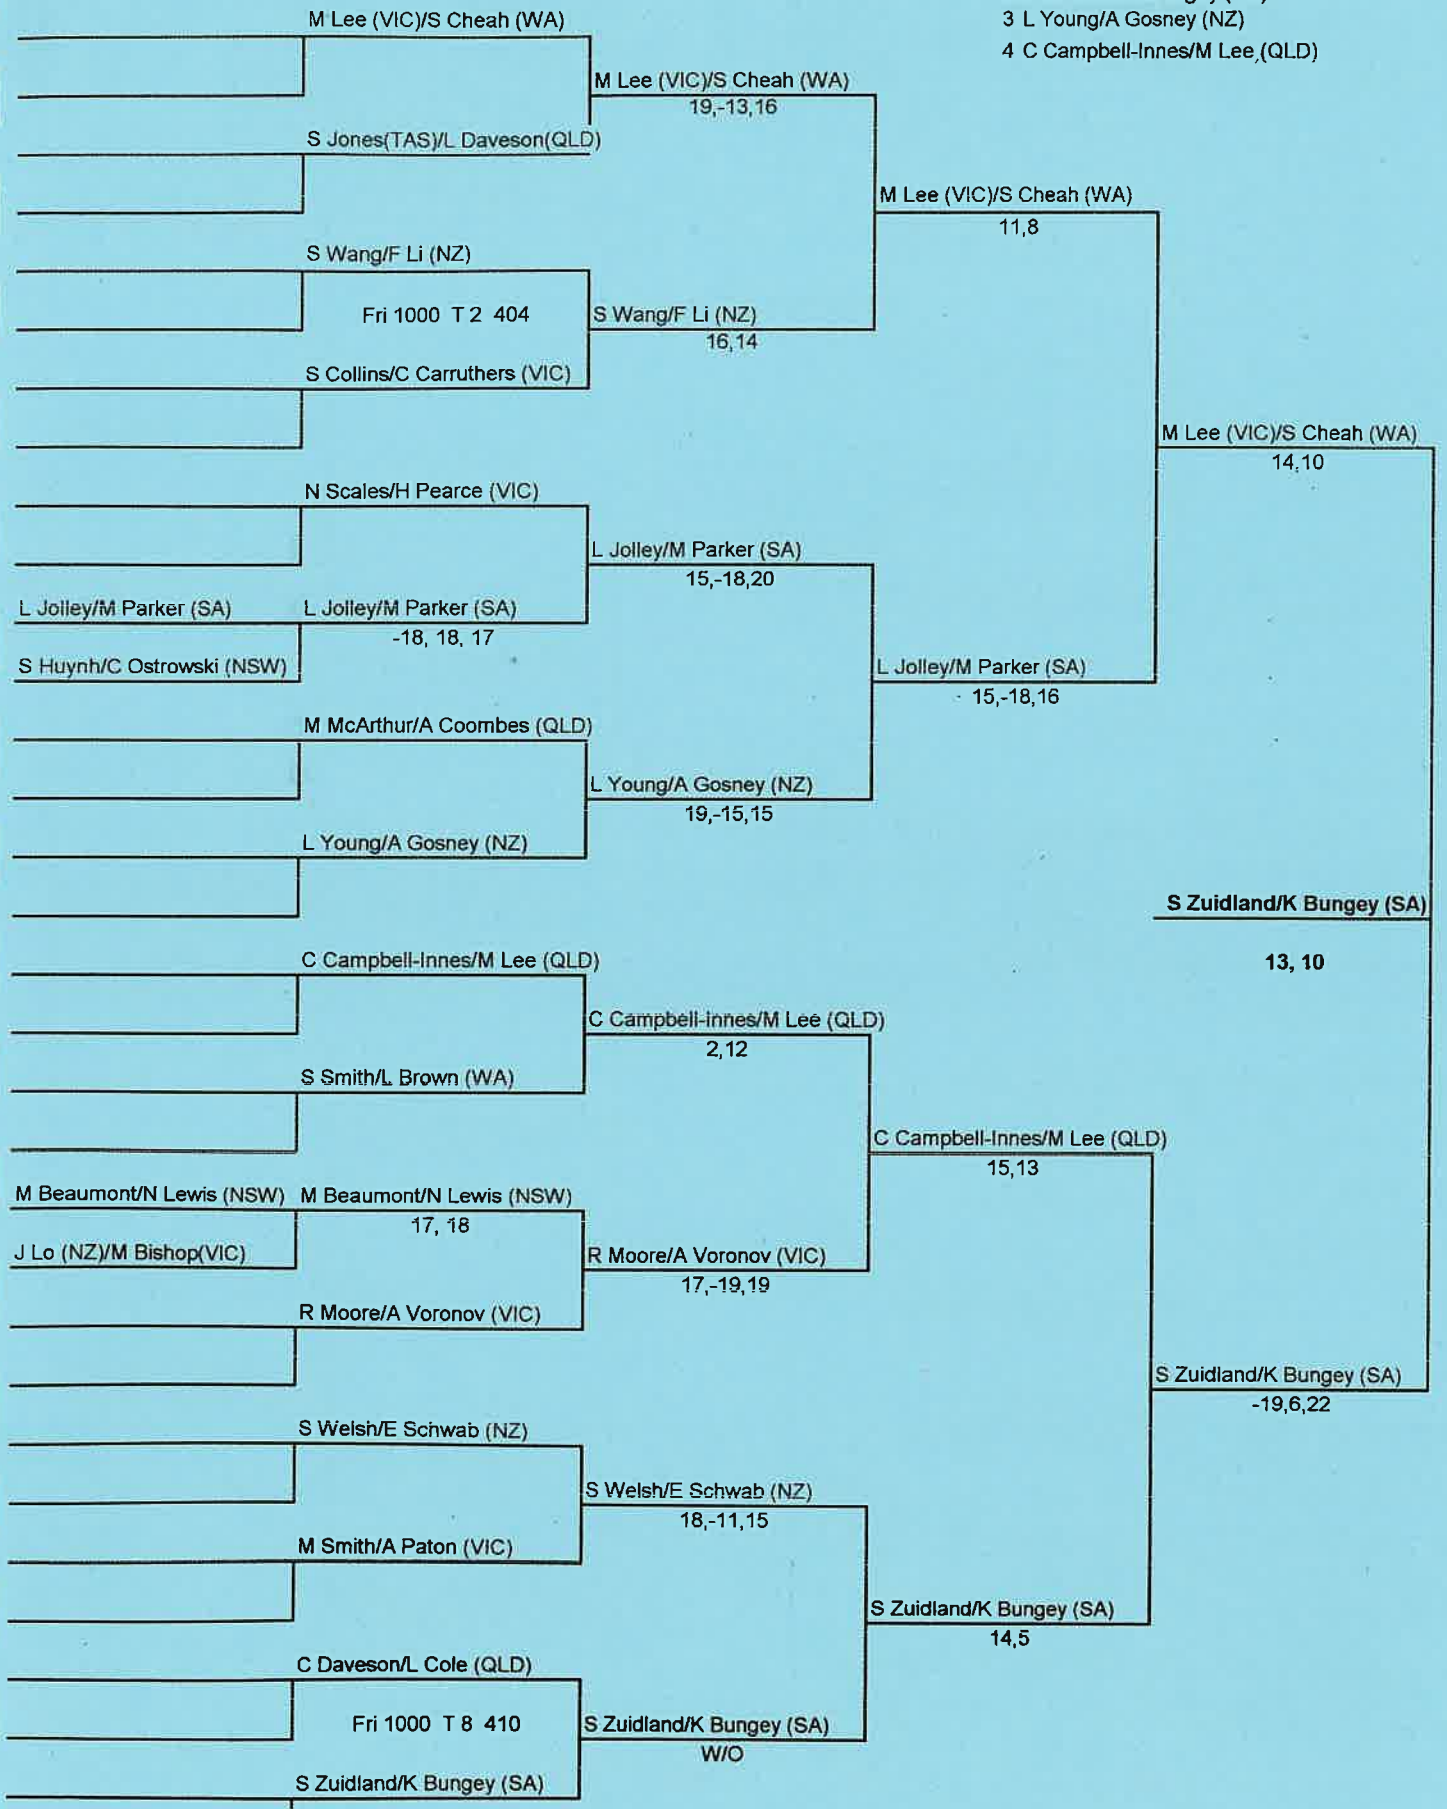 3 L Young/A Gosney (NZ)
4 C Campbell-Innes/M Lee (QLD)
M Lee (VIC)/S Cheah (WA)
M Lee (VIC)/S Cheah (WA)
19,-13,16
S Jones(TAS)/L Daveson(QLD)
M Lee (VIC)/S Cheah (WA)
11,8
S Wang/F Li (NZ)
Fri 1000 T 2 404
S Wang/F Li (NZ)
16,14
S Collins/C Carruthers (VIC)
M Lee (VIC)/S Cheah (WA)
14,10
N Scales/H Pearce (VIC)
L Jolley/M Parker (SA)
15,-18,20
L Jolley/M Parker (SA)
L Jolley/M Parker (SA)
-18, 18, 17
S Huynh/C Ostrowski (NSW)
L Jolley/M Parker (SA)
15,-18,16
M McArthur/A Coombes (QLD)
L Young/A Gosney (NZ)
19,-15,15
L Young/A Gosney (NZ)
S Zuidland/K Bungey (SA)
13, 10
C Campbell-Innes/M Lee (QLD)
C Campbell-Innes/M Lee (QLD)
2,12
S Smith/L Brown (WA)
C Campbell-Innes/M Lee (QLD)
15,13
M Beaumont/N Lewis (NSW)
M Beaumont/N Lewis (NSW)
17, 18
J Lo (NZ)/M Bishop(VIC)
R Moore/A Voronov (VIC)
17,-19,19
R Moore/A Voronov (VIC)
S Zuidland/K Bungey (SA)
-19,6,22
S Welsh/E Schwab (NZ)
S Welsh/E Schwab (NZ)
18,-11,15
M Smith/A Paton (VIC)
S Zuidland/K Bungey (SA)
14,5
C Daveson/L Cole (QLD)
Fri 1000 T 8 410
S Zuidland/K Bungey (SA)
W/O
S Zuidland/K Bungey (SA)